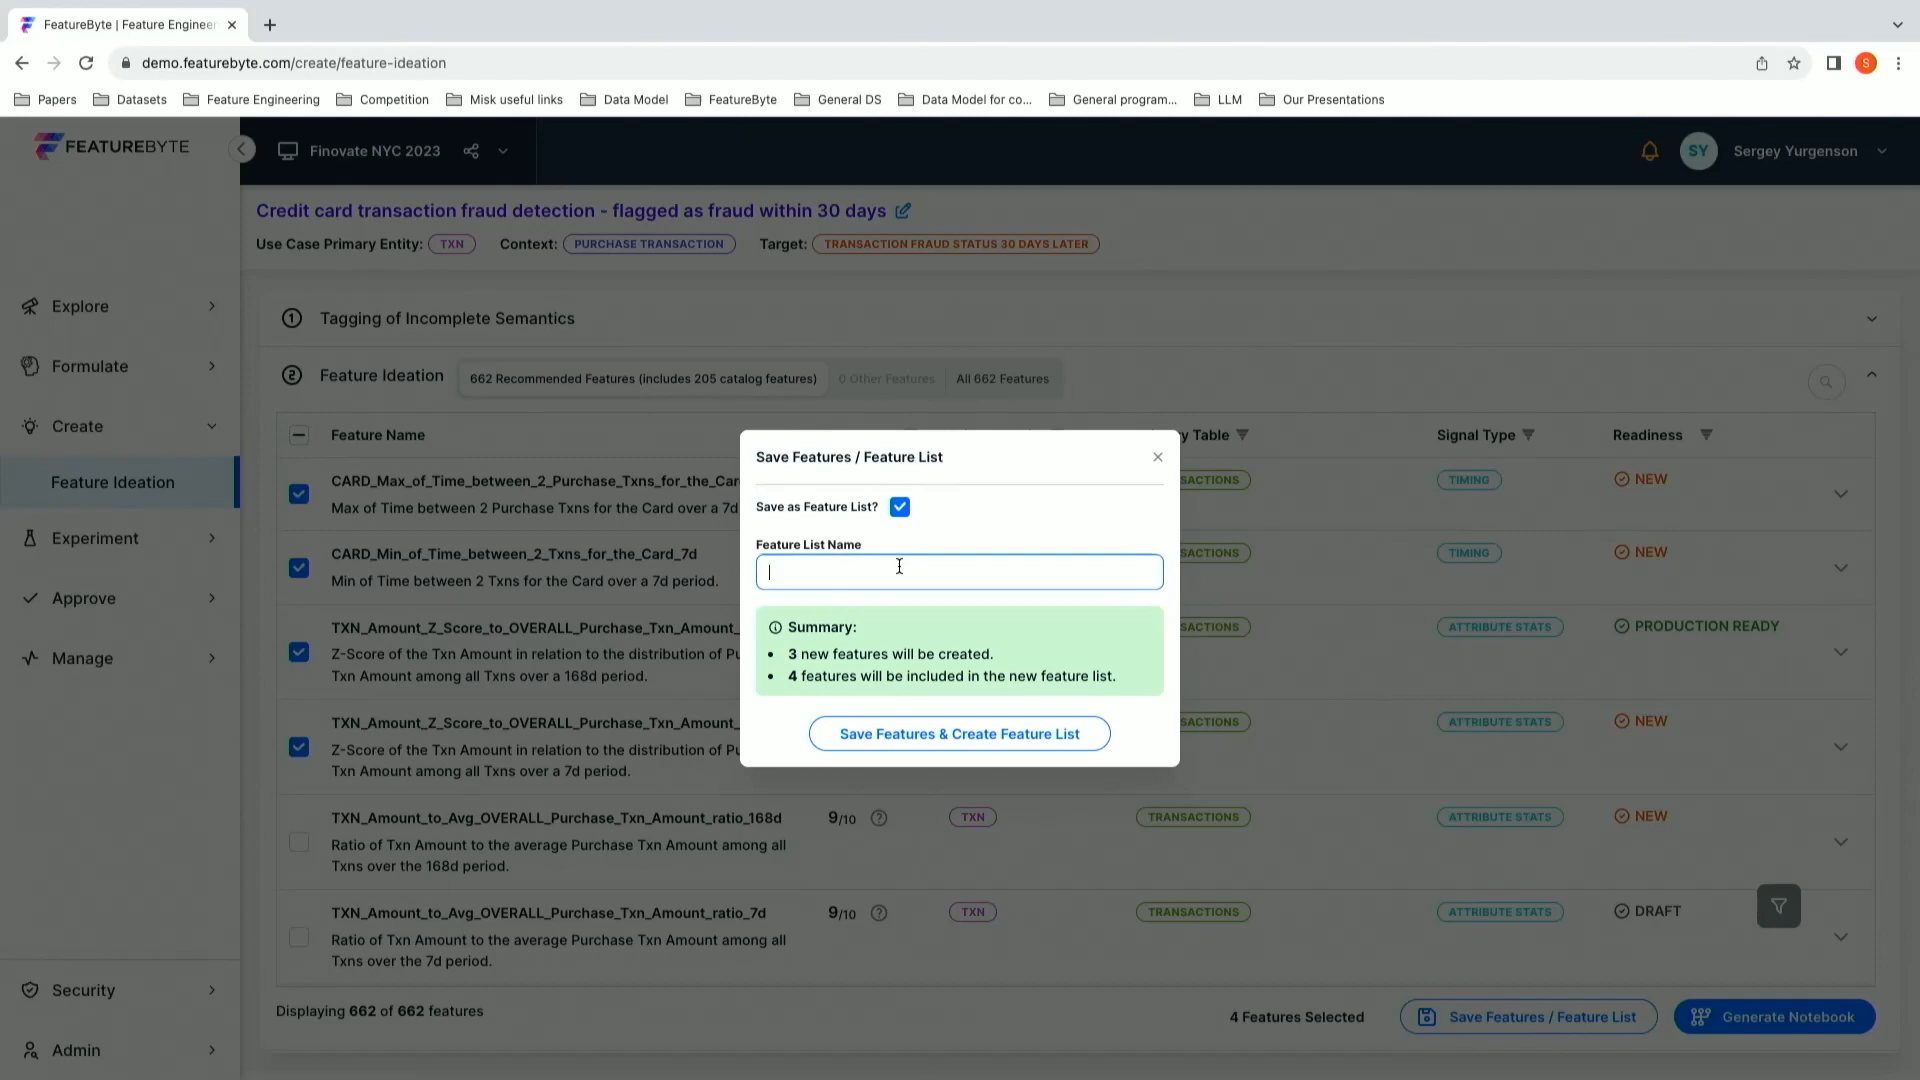 FeatureByte | Feature Engineer
demo.featurebyte.com/create/feature-ideation
S
Papers
Datasets
Feature Engineering
Competition
Misk useful links
Data Model
FeatureByte
General DS
Data Model for co...
General program...
LLM
Our Presentations
FEATUREBYTE
Finovate NYC 2023
SY
Sergey Yurgenson
Credit card transaction fraud detection - flagged as fraud within 30 days
Use Case Primary Entity: TXN Context: PURCHASE TRANSACTION Target: TRANSACTION FRAUD STATUS 30 DAYS LATER
Explore
Formulate
Create
Feature Ideation
Experiment
Approve
Manage
Security
Admin
1 Tagging of Incomplete Semantics
2 Feature Ideation 662 Recommended Features (includes 205 catalog features) 0 Other Features All 662 Features
Feature Name y Table Signal Type Readiness
CARD_Max_of_Time_between_2_Purchase_Txns_for_the_Car SACTIONS TIMING NEW
Max of Time between 2 Purchase Txns for the Card over a 7d
CARD_Min_of_Time_between_2_Txns_for_the_Card_7d SACTIONS TIMING NEW
Min of Time between 2 Txns for the Card over a 7d period.
TXN_Amount_Z_Score_to_OVERALL_Purchase_Txn_Amount_ SACTIONS ATTRIBUTE STATS PRODUCTION READY
Z-Score of the Txn Amount in relation to the distribution of Pu
Txn Amount among all Txns over a 168d period.
TXN_Amount_Z_Score_to_OVERALL_Purchase_Txn_Amount_ SACTIONS ATTRIBUTE STATS NEW
Z-Score of the Txn Amount in relation to the distribution of Pu
Txn Amount among all Txns over a 7d period.
TXN_Amount_to_Avg_OVERALL_Purchase_Txn_Amount_ratio_168d 9/10 ? TXN TRANSACTIONS ATTRIBUTE STATS NEW
Ratio of Txn Amount to the average Purchase Txn Amount among all
Txns over the 168d period.
TXN_Amount_to_Avg_OVERALL_Purchase_Txn_Amount_ratio_7d 9/10 ? TXN TRANSACTIONS ATTRIBUTE STATS DRAFT
Ratio of Txn Amount to the average Purchase Txn Amount among all
Txns over the 7d period.
Displaying 662 of 662 features
4 Features Selected
Save Features / Feature List
Generate Notebook
Save Features / Feature List
Save as Feature List?
Feature List Name
Summary:
• 3 new features will be created.
• 4 features will be included in the new feature list.
Save Features & Create Feature List